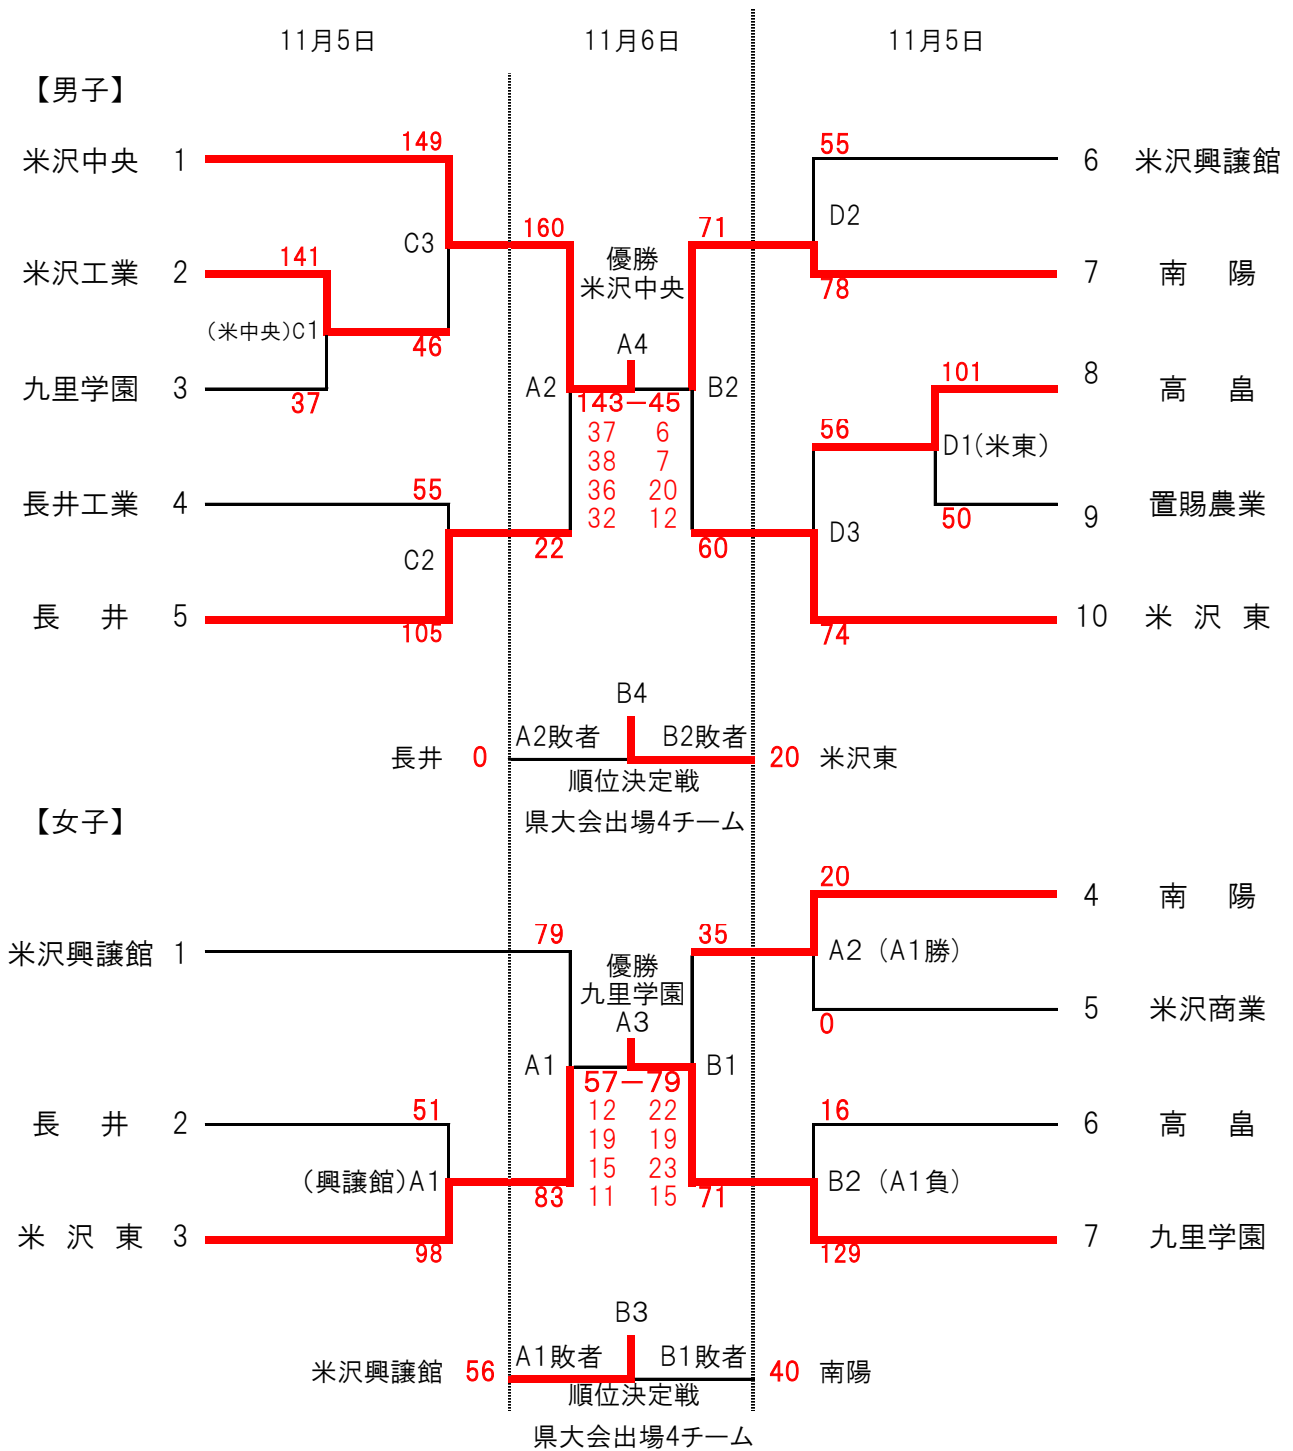 11月5日 11月6日 11月5日
【男子】
149 55
米沢中央 1 6 米沢興譲館
D2
160 71
C3
優勝
141
米沢工業 2 7 南 陽
米沢中央
78
(米中央)C1 A4
46
101 8
A2 B2 高 畠
九里学園 3
37 143－45
37 6 56
38 7 D1(米東)
36 20
55
長井工業 4 置賜農業
32 12 50 9
D3
22 60
C2
長 井 5 10 米 沢 東
105 74
B4
A2敗者 B2敗者
長井 0 20 米沢東
順位決定戦
県大会出場4チーム
【女子】
20
4 南 陽
79 35
米沢興譲館 1 A2 (A1勝)
優勝
九里学園
5 米沢商業
A3 0
A1 B1
57－79
51 12 22 16
長 井 2 6 高 畠
19 19
15 23
(興譲館)A1 B2 (A1負)
83 11 15 71
米 沢 東 3 7 九里学園
98 129
B3
A1敗者 B1敗者
米沢興譲館 56 40 南陽
順位決定戦
県大会出場4チーム